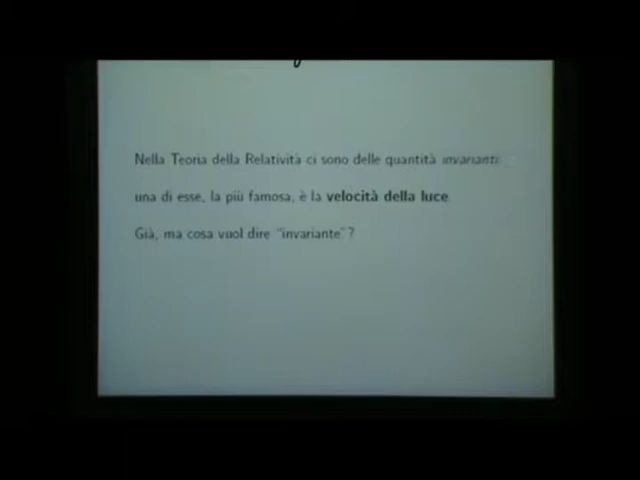 Nella Teoria della Relatività ci sono delle quantità invarianti:
una di esse, la più famosa, è la velocità della luce.
Già, ma cosa vuol dire "invariante"?